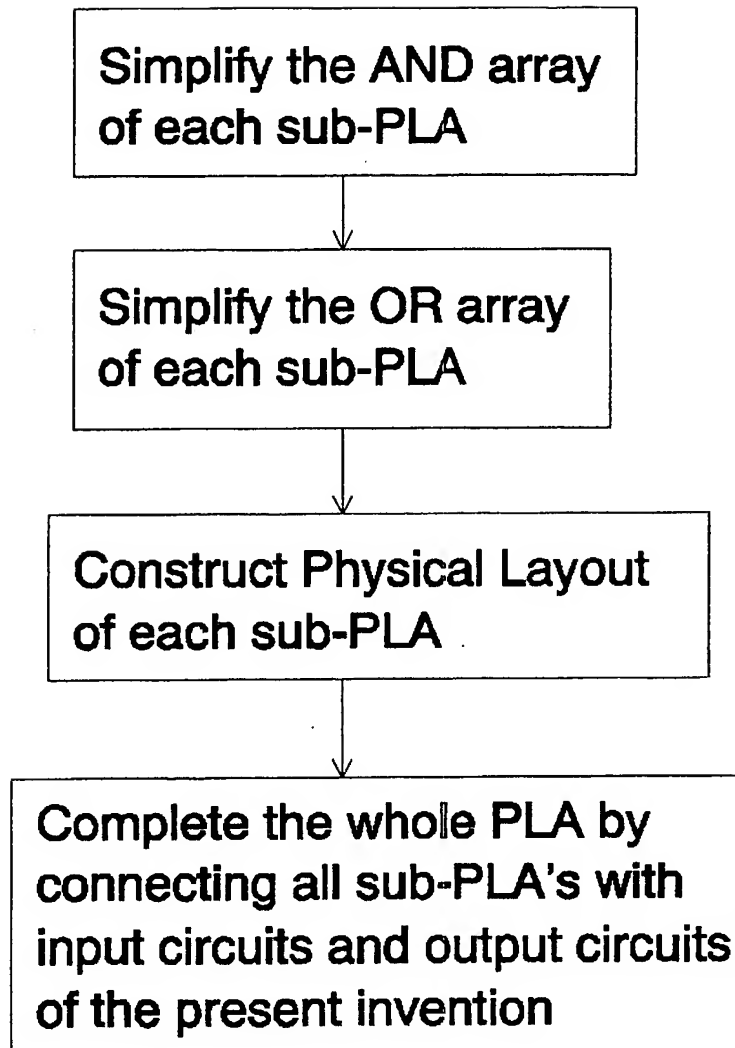 Simplify the AND array
of each sub-PLA
Simplify the OR array
of each sub-PLA
Construct Physical Layout
of each sub-PLA
Complete the whole PLA by
connecting all sub-PLA's with
input circuits and output circuits
of the present invention